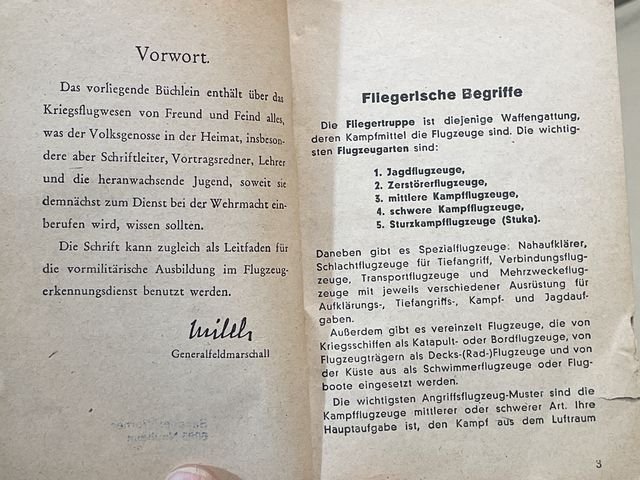 Vorwort.
Das vorliegende Büchlein enthält über das
Kriegsflugwesen von Freund und Feind alles,
was der Volksgenosse in der Heimat, insbeson-
dere aber Schriftleiter, Vortragsredner, Lehrer
und die heranwachsende Jugend, soweit sie
demnächst zum Dienst bei der Wehrmacht ein-
berufen wird, wissen sollten.
Die Schrift kann zugleich als Leitfaden für
die vormilitärische Ausbildung im Flugzeug-
erkennungsdienst benutzt werden.
Milch
Generalfeldmarschall
Fliegerische Begriffe
Die Fliegertruppe ist diejenige Waffengattung,
deren Kampfmittel die Flugzeuge sind. Die wichtig-
sten Flugzeugarten sind:
1. Jagdflugzeuge,
2. Zerstörerflugzeuge,
3. mittlere Kampfflugzeuge,
4. schwere Kampfflugzeuge,
5. Sturzkampfflugzeuge (Stuka).
Daneben gibt es Spezialflugzeuge: Nahaufklärer,
Schlachtflugzeuge für Tiefangriff, Verbindungsflug-
zeuge, Transportflugzeuge und Mehrzweckeflug-
zeuge mit jeweils verschiedener Ausrüstung für
Aufklärungs-, Tiefangriffs-, Kampf- und Jagdauf-
gaben.
Außerdem gibt es vereinzelt Flugzeuge, die von
Kriegsschiffen als Katapult- oder Bordflugzeuge, von
Flugzeugträgern als Decks-(Rad-)Flugzeuge und von
der Küste aus als Schwimmerflugzeuge oder Flug-
boote eingesetzt werden.
Die wichtigsten Angriffsflugzeug-Muster sind die
Kampfflugzeuge mittlerer oder schwerer Art. Ihre
Hauptaufgabe ist, den Kampf aus dem Luftraum
3